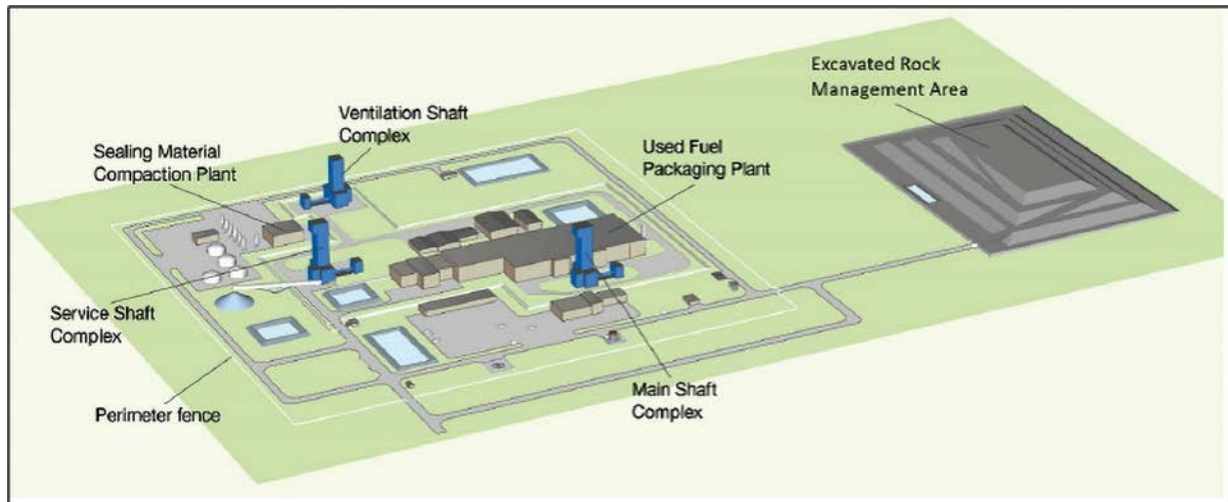 Excavated Rock
Management Area
Ventilation Shaft
Complex
Sealing Material
Compaction Plant
Used Fuel
Packaging Plant
Service Shaft
Complex
Main Shaft
Complex
Perimeter fence